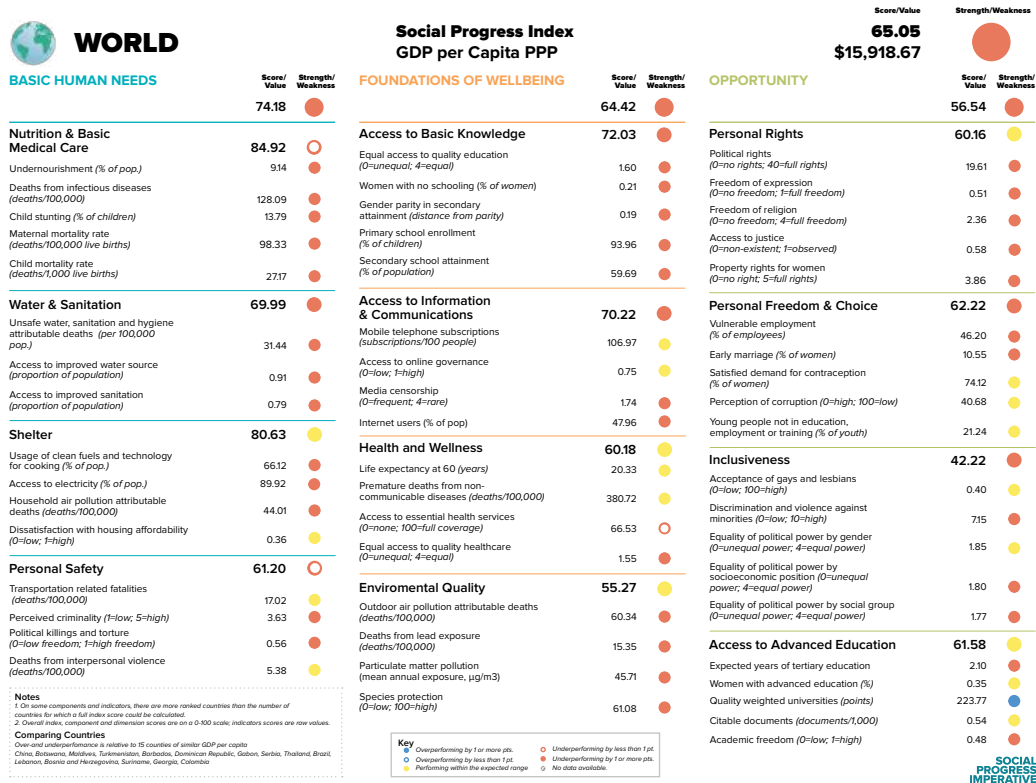 WORLD
Social Progress Index
GDP per Capita PPP
Score/Value
Strength/Weakness
65.05
$15,918.67
BASIC HUMAN NEEDS
Score/ Value
Strength/ Weakness
74.18
Nutrition & Basic
Medical Care 84.92
Undernourishment (% of pop.) 9.14
Deaths from infectious diseases
(deaths/100,000) 128.09
Child stunting (% of children) 13.79
Maternal mortality rate
(deaths/100,000 live births) 98.33
Child mortality rate
(deaths/1,000 live births) 27.17
Water & Sanitation 69.99
Unsafe water, sanitation and hygiene
attributable deaths (per 100,000
pop.) 31.44
Access to improved water source
(proportion of population) 0.91
Access to improved sanitation
(proportion of population) 0.79
Shelter 80.63
Usage of clean fuels and technology
for cooking (% of pop.) 66.12
Access to electricity (% of pop.) 89.92
Household air pollution attributable
deaths (deaths/100,000) 44.01
Dissatisfaction with housing affordability
(0=low; 1=high) 0.36
Personal Safety 61.20
Transportation related fatalities
(deaths/100,000) 17.02
Perceived criminality (1=low; 5=high) 3.63
Political killings and torture
(0=low freedom; 1=high freedom) 0.56
Deaths from interpersonal violence
(deaths/100,000) 5.38
Notes
1. On some components and indicators, there are more ranked countries than the number of
countries for which a full index score could be calculated.
2. Overall index, component and dimension scores are on a 0-100 scale; indicators scores are raw values.
Comparing Countries
Over-and underperfomance is relative to 15 counties of similar GDP per capita
China, Botswana, Maldives, Turkmenistan, Barbados, Dominican Republic, Gabon, Serbia, Thailand, Brazil,
Lebanon, Bosnia and Herzegovina, Suriname, Georgia, Colombia
FOUNDATIONS OF WELLBEING
Score/ Value
Strength/ Weakness
64.42
Access to Basic Knowledge 72.03
Equal access to quality education
(0=unequal; 4=equal) 1.60
Women with no schooling (% of women) 0.21
Gender parity in secondary
attainment (distance from parity) 0.19
Primary school enrollment
(% of children) 93.96
Secondary school attainment
(% of population) 59.69
Access to Information
& Communications 70.22
Mobile telephone subscriptions
(subscriptions/100 people) 106.97
Access to online governance
(0=low; 1=high) 0.75
Media censorship
(0=frequent; 4=rare) 1.74
Internet users (% of pop) 47.96
Health and Wellness 60.18
Life expectancy at 60 (years) 20.33
Premature deaths from non-
communicable diseases (deaths/100,000) 380.72
Access to essential health services
(0=none; 100=full coverage) 66.53
Equal access to quality healthcare
(0=unequal; 4=equal) 1.55
Enviromental Quality 55.27
Outdoor air pollution attributable deaths
(deaths/100,000) 60.34
Deaths from lead exposure
(deaths/100,000) 15.35
Particulate matter pollution
(mean annual exposure, µg/m3) 45.71
Species protection
(0=low; 100=high) 61.08
Key
Overperforming by 1 or more pts.
Overperforming by less than 1 pt.
Performing within the expected range
Underperforming by less than 1 pt.
Underperforming by 1 or more pts.
No data available.
OPPORTUNITY
Score/ Value
Strength/ Weakness
56.54
Personal Rights 60.16
Political rights
(0=no rights; 40=full rights) 19.61
Freedom of expression
(0=no freedom; 1=full freedom) 0.51
Freedom of religion
(0=no freedom; 4=full freedom) 2.36
Access to justice
(0=non-existent; 1=observed) 0.58
Property rights for women
(0=no right; 5=full rights) 3.86
Personal Freedom & Choice 62.22
Vulnerable employment
(% of employees) 46.20
Early marriage (% of women) 10.55
Satisfied demand for contraception
(% of women) 74.12
Perception of corruption (0=high; 100=low) 40.68
Young people not in education,
employment or training (% of youth) 21.24
Inclusiveness 42.22
Acceptance of gays and lesbians
(0=low; 100=high) 0.40
Discrimination and violence against
minorities (0=low; 10=high) 7.15
Equality of political power by gender
(0=unequal power; 4=equal power) 1.85
Equality of political power by
socioeconomic position (0=unequal
power; 4=equal power) 1.80
Equality of political power by social group
(0=unequal power; 4=equal power) 1.77
Access to Advanced Education 61.58
Expected years of tertiary education 2.10
Women with advanced education (%) 0.35
Quality weighted universities (points) 223.77
Citable documents (documents/1,000) 0.54
Academic freedom (0=low; 1=high) 0.48
SOCIAL
PROGRESS
IMPERATIVE